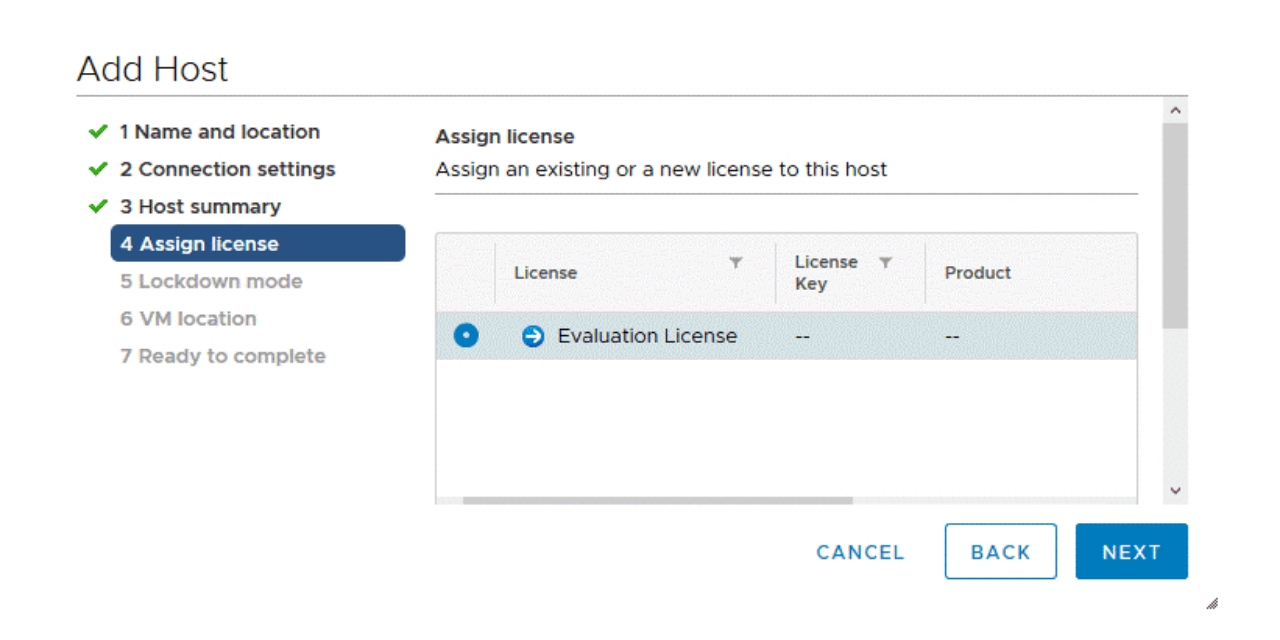 Add Host
1 Name and location
2 Connection settings
3 Host summary
4 Assign license
5 Lockdown mode
6 VM location
7 Ready to complete
Assign license
Assign an existing or a new license to this host
License
License Key
Product
Evaluation License -- --
CANCEL BACK NEXT